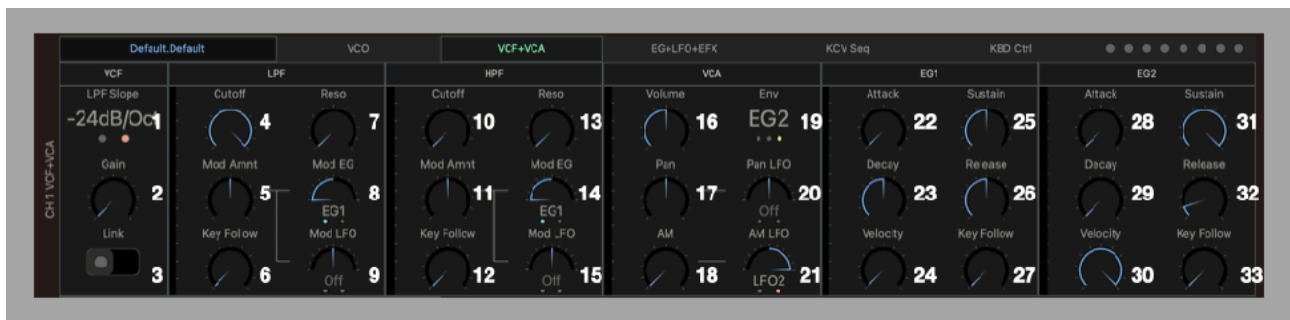 Default.Default VCO VCF+VCA EG+LFO+EFX KCV Seq KBD Ctrl
VCF LPF HPF VCA EG1 EG2
LPF Slope Cutoff Reso Cutoff Reso Volume Env Attack Sustain Attack Sustain
-24dB/Oct 1 4 7 10 13 16 EG2 19 22 25 28 31
Gain Mod Amnt Mod EG Mod Amnt Mod EG Pan Pan LFO Decay Release Decay Release
2 5 8 11 14 17 20 23 26 29 32
EG1 EG1 Off
Link Key Follow Mod LFO Key Follow Mod LFO AM AM LFO Velocity Key Follow Velocity Key Follow
3 6 9 12 15 18 21 24 27 30 33
Off Off LFO2
CH 1 VCF+VCA